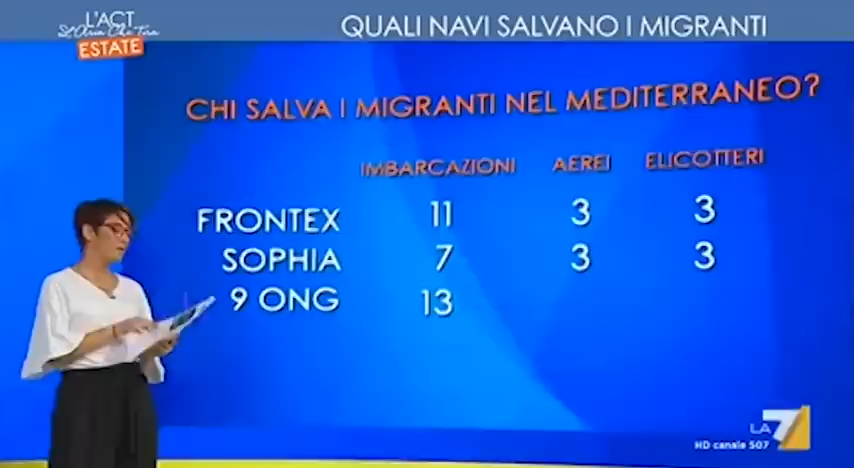 L'ACT
L'Aria Che Tira
ESTATE
QUALI NAVI SALVANO I MIGRANTI
CHI SALVA I MIGRANTI NEL MEDITERRANEO?
IMBARCAZIONI AEREI ELICOTTERI
FRONTEX 11 3 3
SOPHIA 7 3 3
9 ONG 13
LA7
HD canale 507